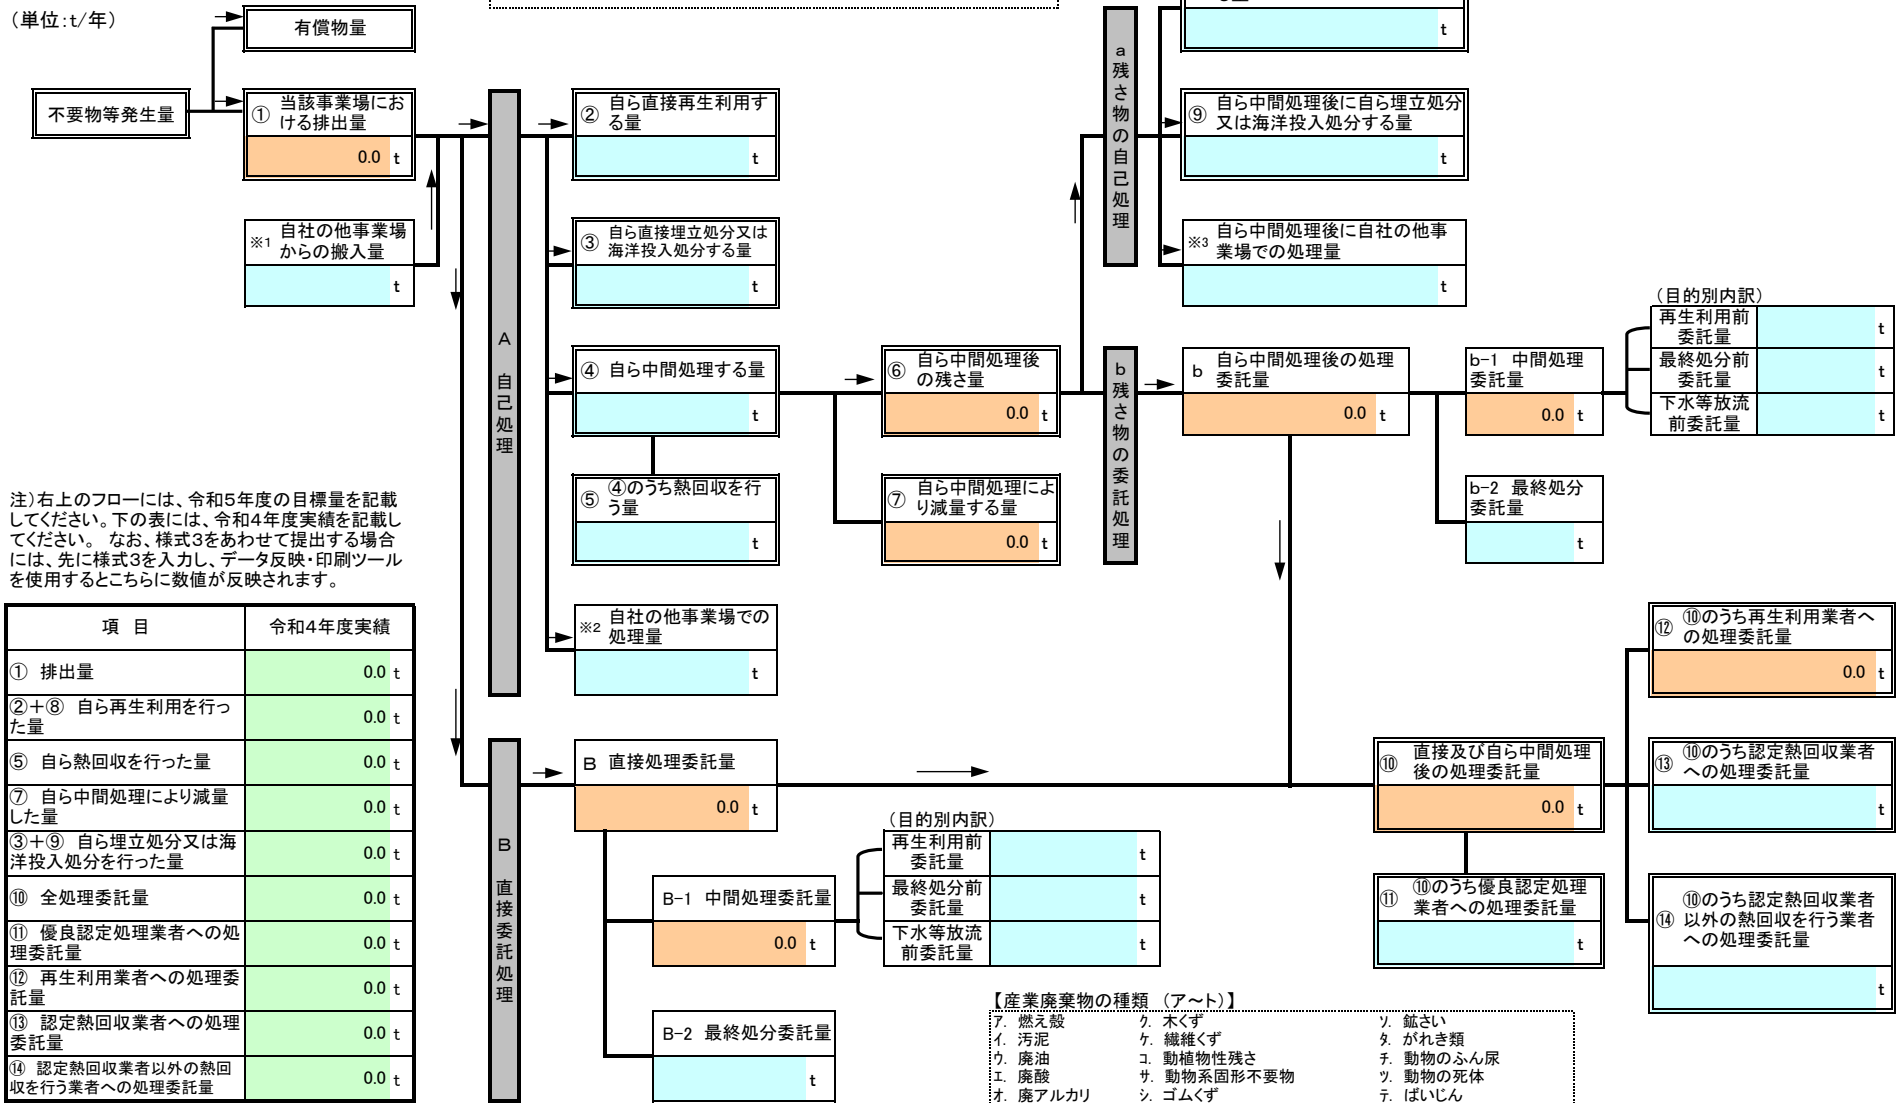 （単位:t/年）
有償物量
不要物等発生量
① 当該事業場にお
ける排出量
0.0 t
※1 自社の他事業場
からの搬入量
t
A 自己処理
② 自ら直接再生利用す
る量
t
③ 自ら直接埋立処分又は
海洋投入処分する量
t
④ 自ら中間処理する量
t
⑤ ④のうち熱回収を行
う量
t
※2 自社の他事業場での
処理量
t
⑥ 自ら中間処理後
の残さ量
0.0 t
⑦ 自ら中間処理によ
り減量する量
0.0 t
a 残さ物の自己処理
t
⑨ 自ら中間処理後に自ら埋立処分
又は海洋投入処分する量
t
※3 自ら中間処理後に自社の他事
業場での処理量
t
b 残さ物の委託処理
b 自ら中間処理後の処理
委託量
0.0 t
b-1 中間処理
委託量
0.0 t
（目的別内訳）
再生利用前
委託量
t
最終処分前
委託量
t
下水等放流
前委託量
t
b-2 最終処分
委託量
t
注）右上のフローには、令和５年度の目標量を記載
してください。下の表には、令和４年度実績を記載し
てください。 なお、様式３をあわせて提出する場合
には、先に様式３を入力し、データ反映・印刷ツール
を使用するとこちらに数値が反映されます。
項 目 令和４年度実績
① 排出量 0.0 t
②＋⑧ 自ら再生利用を行っ
た量 0.0 t
⑤ 自ら熱回収を行った量 0.0 t
⑦ 自ら中間処理により減量
した量 0.0 t
③＋⑨ 自ら埋立処分又は海
洋投入処分を行った量 0.0 t
⑩ 全処理委託量 0.0 t
⑪ 優良認定処理業者への処
理委託量 0.0 t
⑫ 再生利用業者への処理委
託量 0.0 t
⑬ 認定熱回収業者への処理
委託量 0.0 t
⑭ 認定熱回収業者以外の熱回
収を行う業者への処理委託量 0.0 t
B 直接委託処理
B 直接処理委託量
0.0 t
B-1 中間処理委託量
0.0 t
（目的別内訳）
再生利用前
委託量
t
最終処分前
委託量
t
下水等放流
前委託量
t
B-2 最終処分委託量
t
⑩ 直接及び自ら中間処理
後の処理委託量
0.0 t
⑪ ⑩のうち優良認定処理
業者への処理委託量
t
⑫ ⑩のうち再生利用業者へ
の処理委託量
0.0 t
⑬ ⑩のうち認定熱回収業者
への処理委託量
t
⑭ ⑩のうち認定熱回収業者
以外の熱回収を行う業者
への処理委託量
t
【産業廃棄物の種類 （ア～ト）】
ｱ. 燃え殻 ｸ. 木くず ｿ. 鉱さい
ｲ. 汚泥 ｹ. 繊維くず ﾀ. がれき類
ｳ. 廃油 ｺ. 動植物性残さ ﾁ. 動物のふん尿
ｴ. 廃酸 ｻ. 動物系固形不要物 ﾂ. 動物の死体
ｵ. 廃アルカリ ｼ. ゴムくず ﾃ. ばいじん